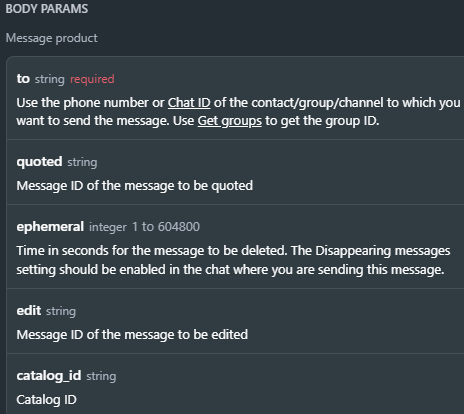 BODY PARAMS
Message product
to string required
Use the phone number or Chat ID of the contact/group/channel to which you
want to send the message. Use Get groups to get the group ID.
quoted string
Message ID of the message to be quoted
ephemeral integer 1 to 604800
Time in seconds for the message to be deleted. The Disappearing messages
setting should be enabled in the chat where you are sending this message.
edit string
Message ID of the message to be edited
catalog_id string
Catalog ID